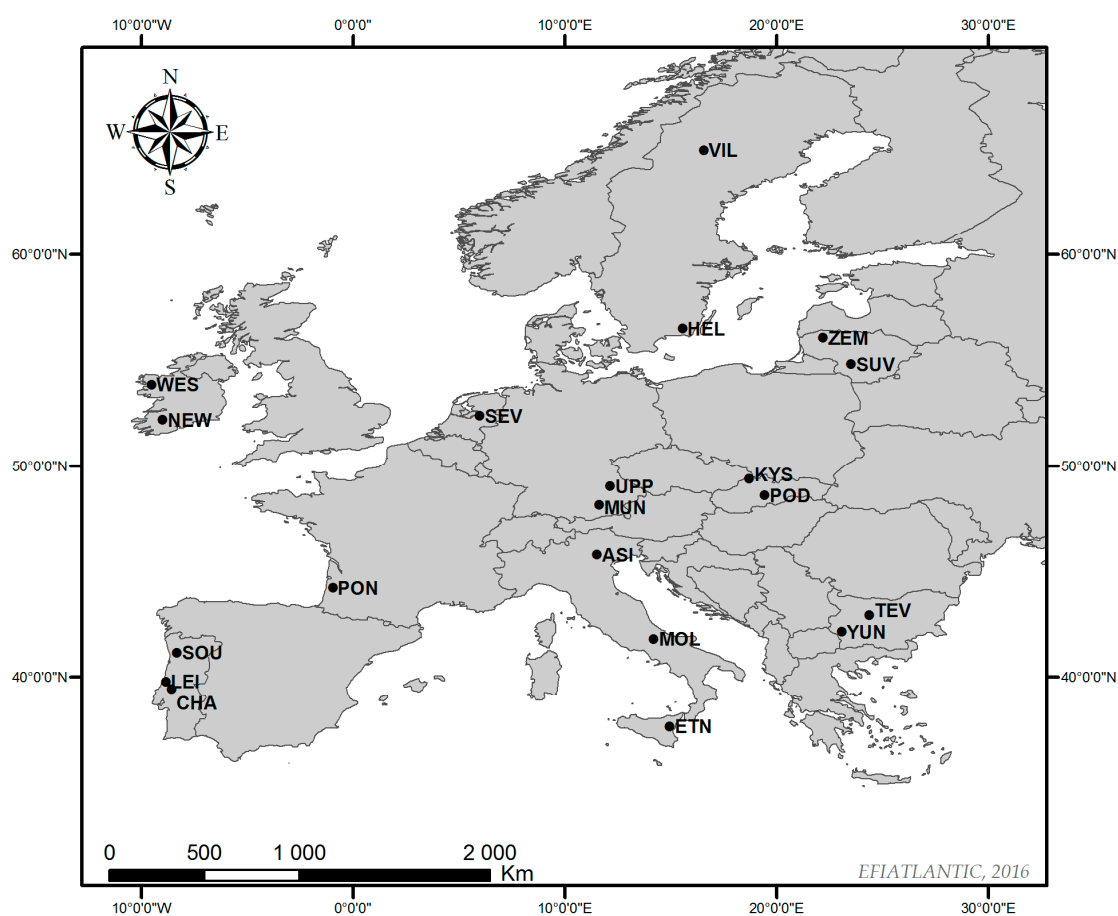 10°0'0"W 0°0'0" 10°0'0"E 20°0'0"E 30°0'0"E
N
W E
S
VIL
60°0'0"N 60°0'0"N
HEL
ZEM
SUV
WES
SEV
NEW
50°0'0"N 50°0'0"N
KYS
UPP
POD
MUN
ASI
PON
TEV
YUN
MOL
SOU
40°0'0"N 40°0'0"N
LEI
CHA
ETN
0 500 1 000 2 000
Km
EFIATLANTIC, 2016
10°0'0"W 0°0'0" 10°0'0"E 20°0'0"E 30°0'0"E